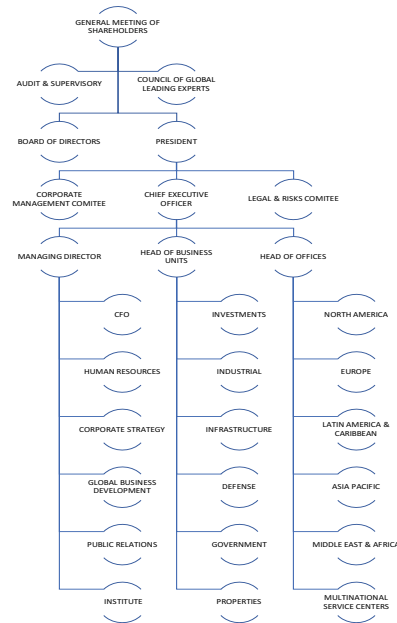 GENERAL MEETING OF
SHAREHOLDERS
AUDIT & SUPERVISORY
COUNCIL OF GLOBAL
LEADING EXPERTS
BOARD OF DIRECTORS
PRESIDENT
CORPORATE
MANAGEMENT COMITEE
CHIEF EXECUTIVE
OFFICER
LEGAL & RISKS COMITEE
MANAGING DIRECTOR
HEAD OF BUSINESS
UNITS
HEAD OF OFFICES
CFO
INVESTMENTS
NORTH AMERICA
HUMAN RESOURCES
INDUSTRIAL
EUROPE
CORPORATE STRATEGY
INFRASTRUCTURE
LATIN AMERICA &
CARIBBEAN
GLOBAL BUSINESS
DEVELOPMENT
DEFENSE
ASIA PACIFIC
PUBLIC RELATIONS
GOVERNMENT
MIDDLE EAST & AFRICA
INSTITUTE
PROPERTIES
MULTINATIONAL
SERVICE CENTERS